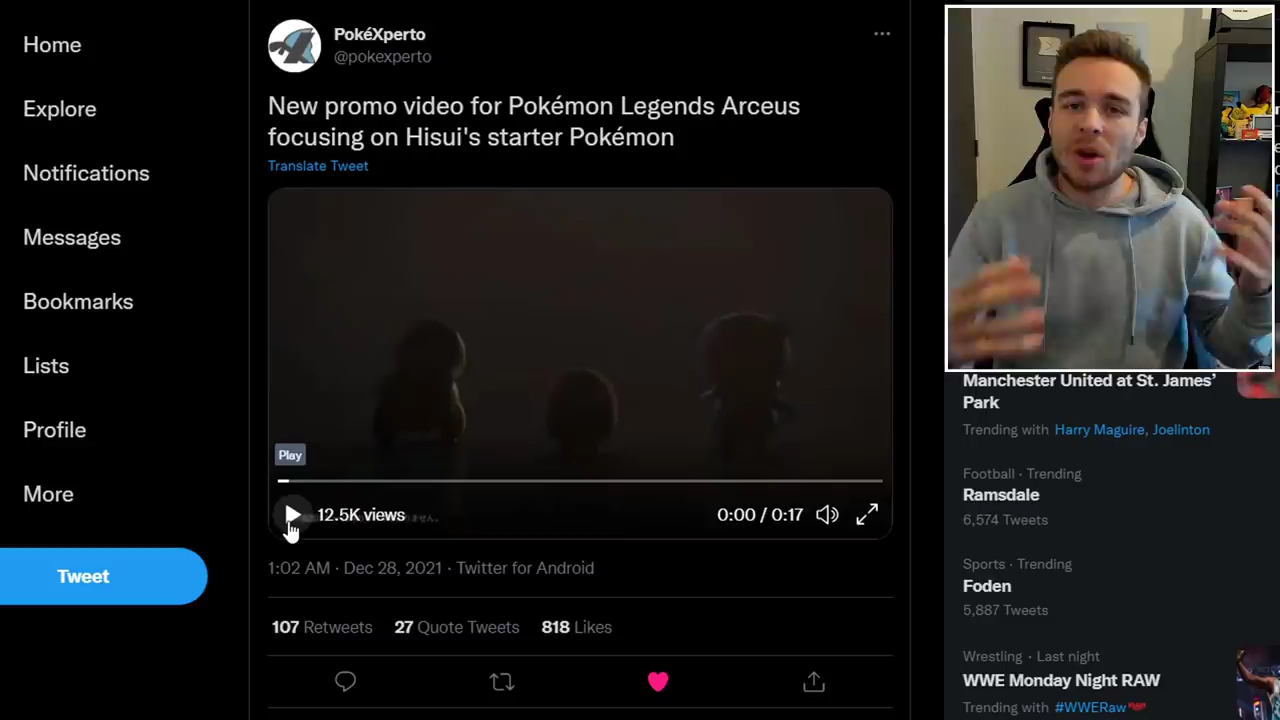 Home
Explore
Notifications
Messages
Bookmarks
Lists
Profile
More
Tweet
PokéXperto
@pokexperto
New promo video for Pokémon Legends Arceus
focusing on Hisui's starter Pokémon
Translate Tweet
Play
12.5K views
0:00 / 0:17
1:02 AM · Dec 28, 2021 · Twitter for Android
107 Retweets 27 Quote Tweets 818 Likes
Manchester United at St. James'
Park
Trending with Harry Maguire, Joelinton
Football · Trending
Ramsdale
6,574 Tweets
Sports · Trending
Foden
5,887 Tweets
Wrestling · Last night
WWE Monday Night RAW
Trending with #WWERaw